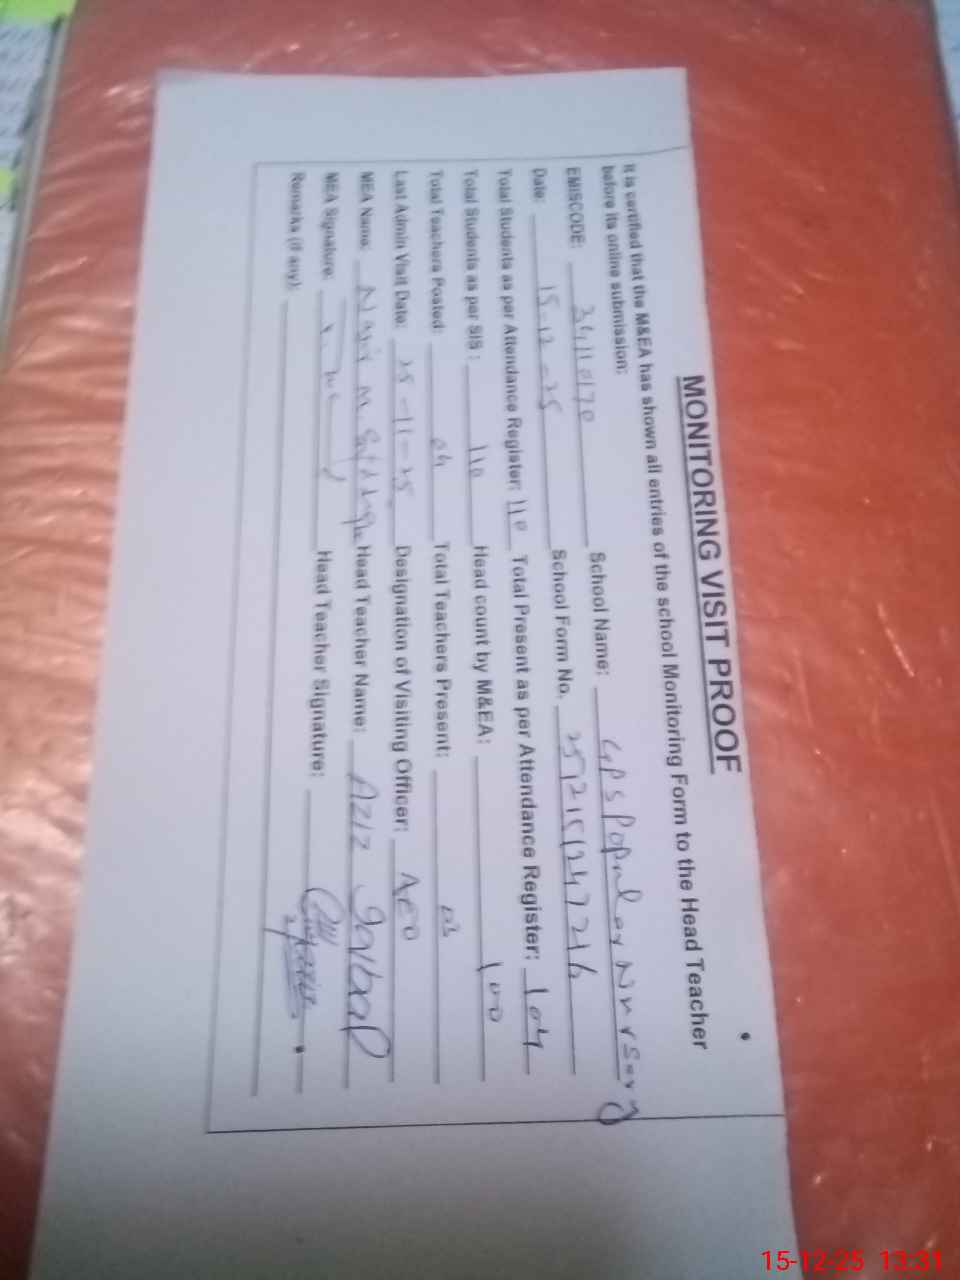 MONITORING VISIT PROOF
It is certified that the M&EA has shown all entries of the school Monitoring Form to the Head Teacher
before its online submission:
EMISCODE: 34110170 School Name: GPS Popular Nursery
Date: 15-12-25 School Form No. 2512151247216
Total Students as per Attendance Register: 110 Total Present as per Attendance Register: 104
Total Students as per SIS: 110 Head count by M&EA: 100
Total Teachers Posted: 04 Total Teachers Present: 03
Last Admin Visit Date: 25-11-25 Designation of Visiting Officer: AEO
MEA Name: Head Teacher Name: Aziz Iqbal
MEA Signature: Head Teacher Signature:
Remarks (if any):
15-12-25 13:31